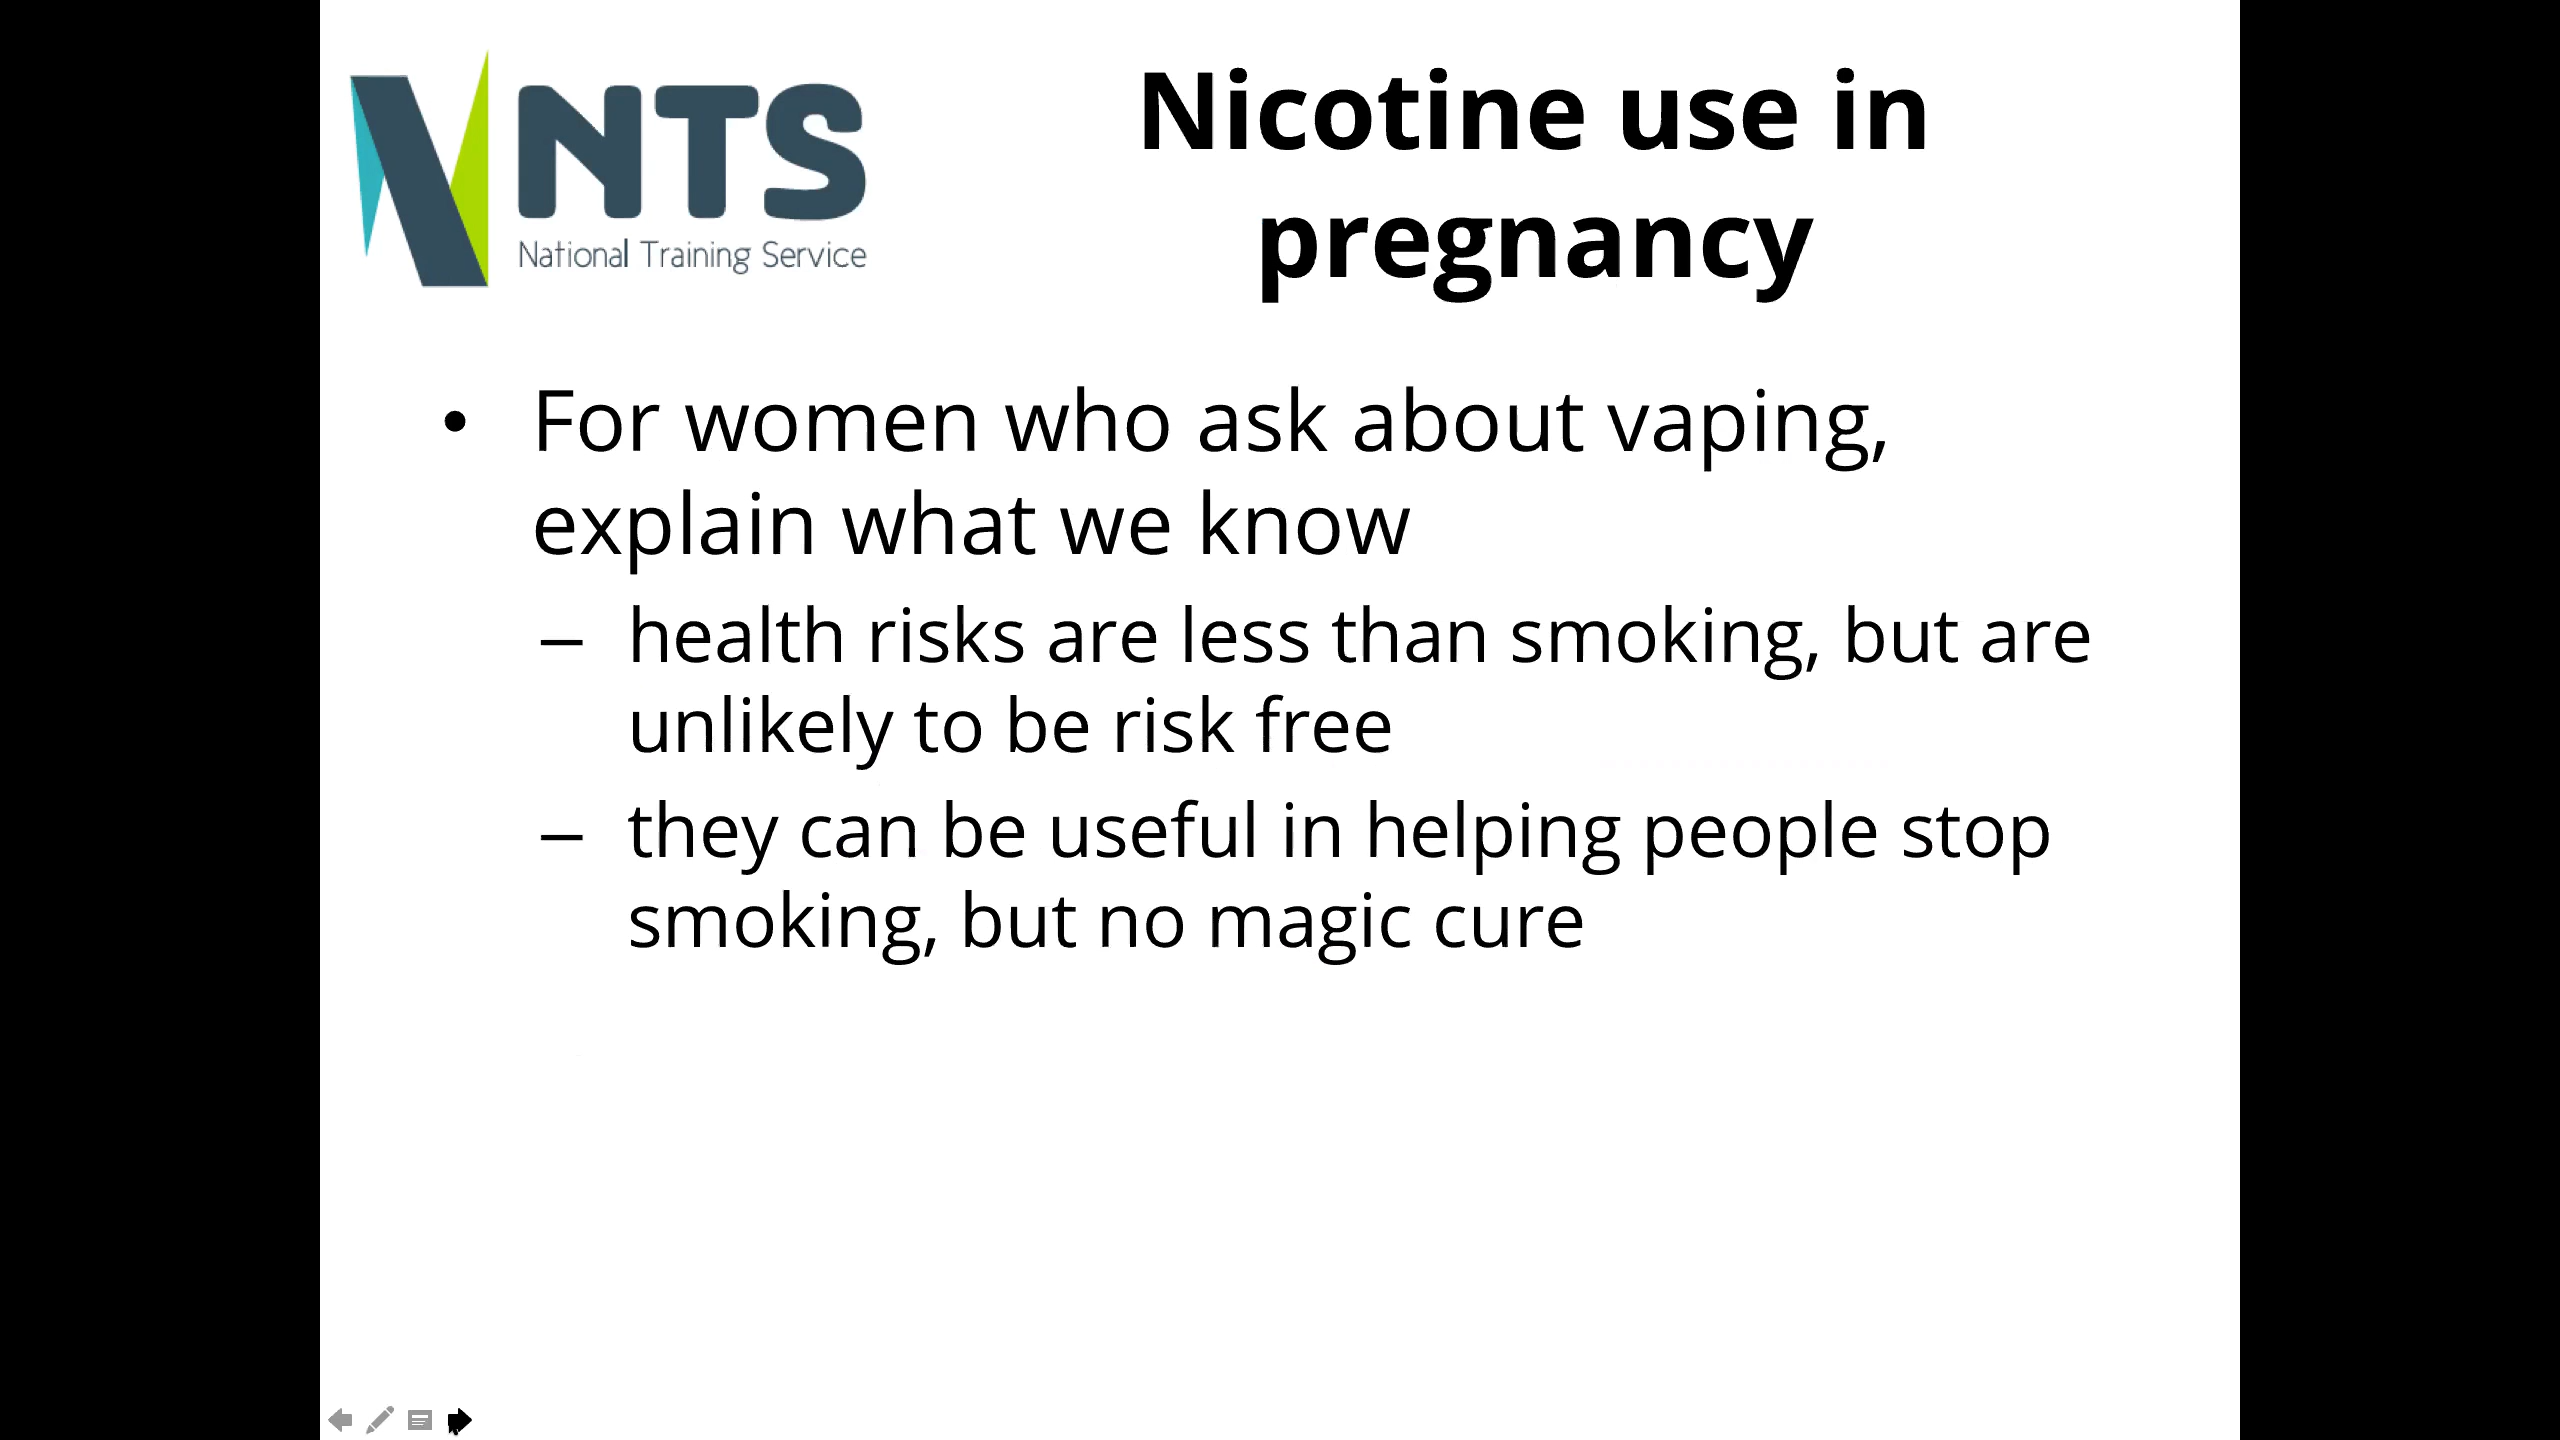 NTS
National Training Service
Nicotine use in
pregnancy
• For women who ask about vaping,
explain what we know
– health risks are less than smoking, but are
unlikely to be risk free
– they can be useful in helping people stop
smoking, but no magic cure